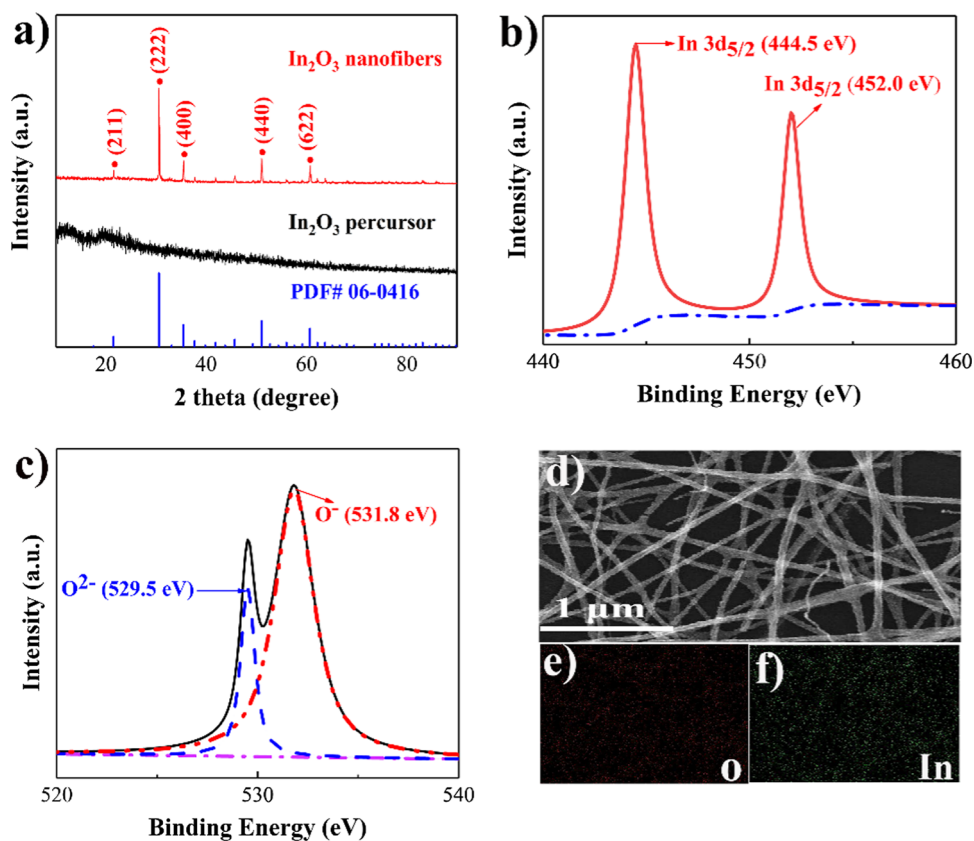 a)
In₂O₃ nanofibers
(211)
(222)
(400)
(440)
(622)
In₂O₃ percursor
PDF# 06-0416
Intensity (a.u.)
20 40 60 80
2 theta (degree)
b)
In 3d5/2 (444.5 eV)
In 3d5/2 (452.0 eV)
Intensity (a.u.)
440 450 460
Binding Energy (eV)
c)
O⁻ (531.8 eV)
O²⁻ (529.5 eV)
Intensity (a.u.)
520 530 540
Binding Energy (eV)
d)
1 μm
e)
O
f)
In